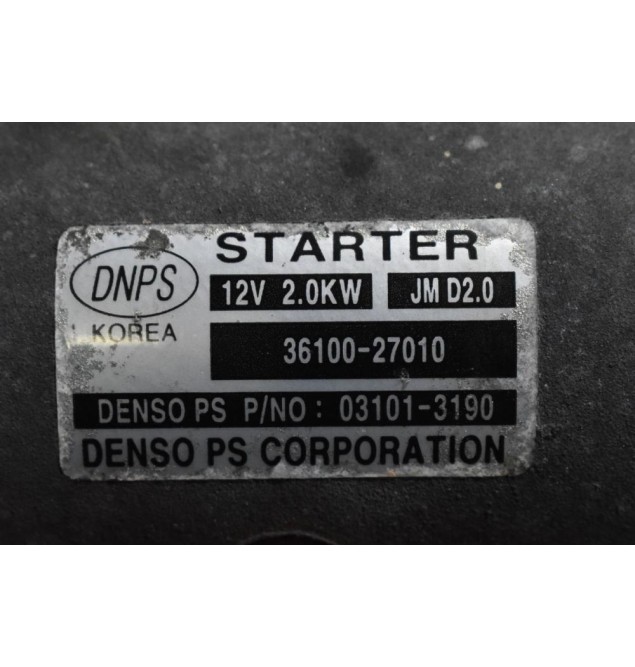 STARTER
DNPS
12V 2.0KW JM D2.0
KOREA
36100-27010
DENSO PS P/NO: 03101-3190
DENSO PS CORPORATION